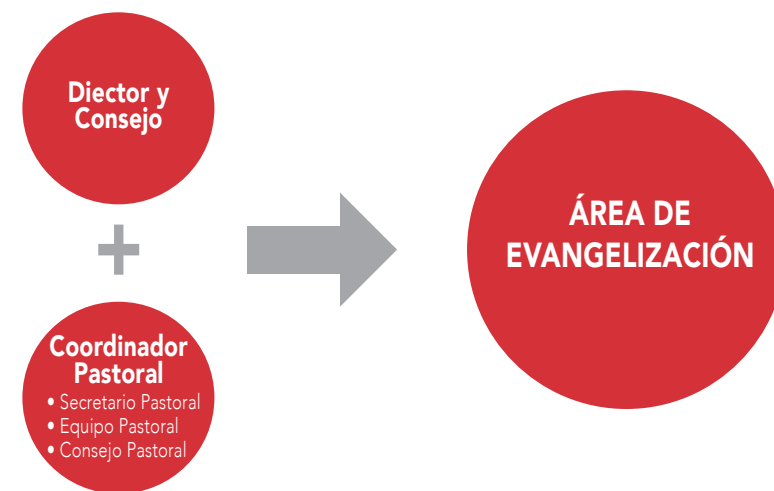 Diector y
Consejo
+
Coordinador
Pastoral
• Secretario Pastoral
• Equipo Pastoral
• Consejo Pastoral
ÁREA DE
EVANGELIZACIÓN